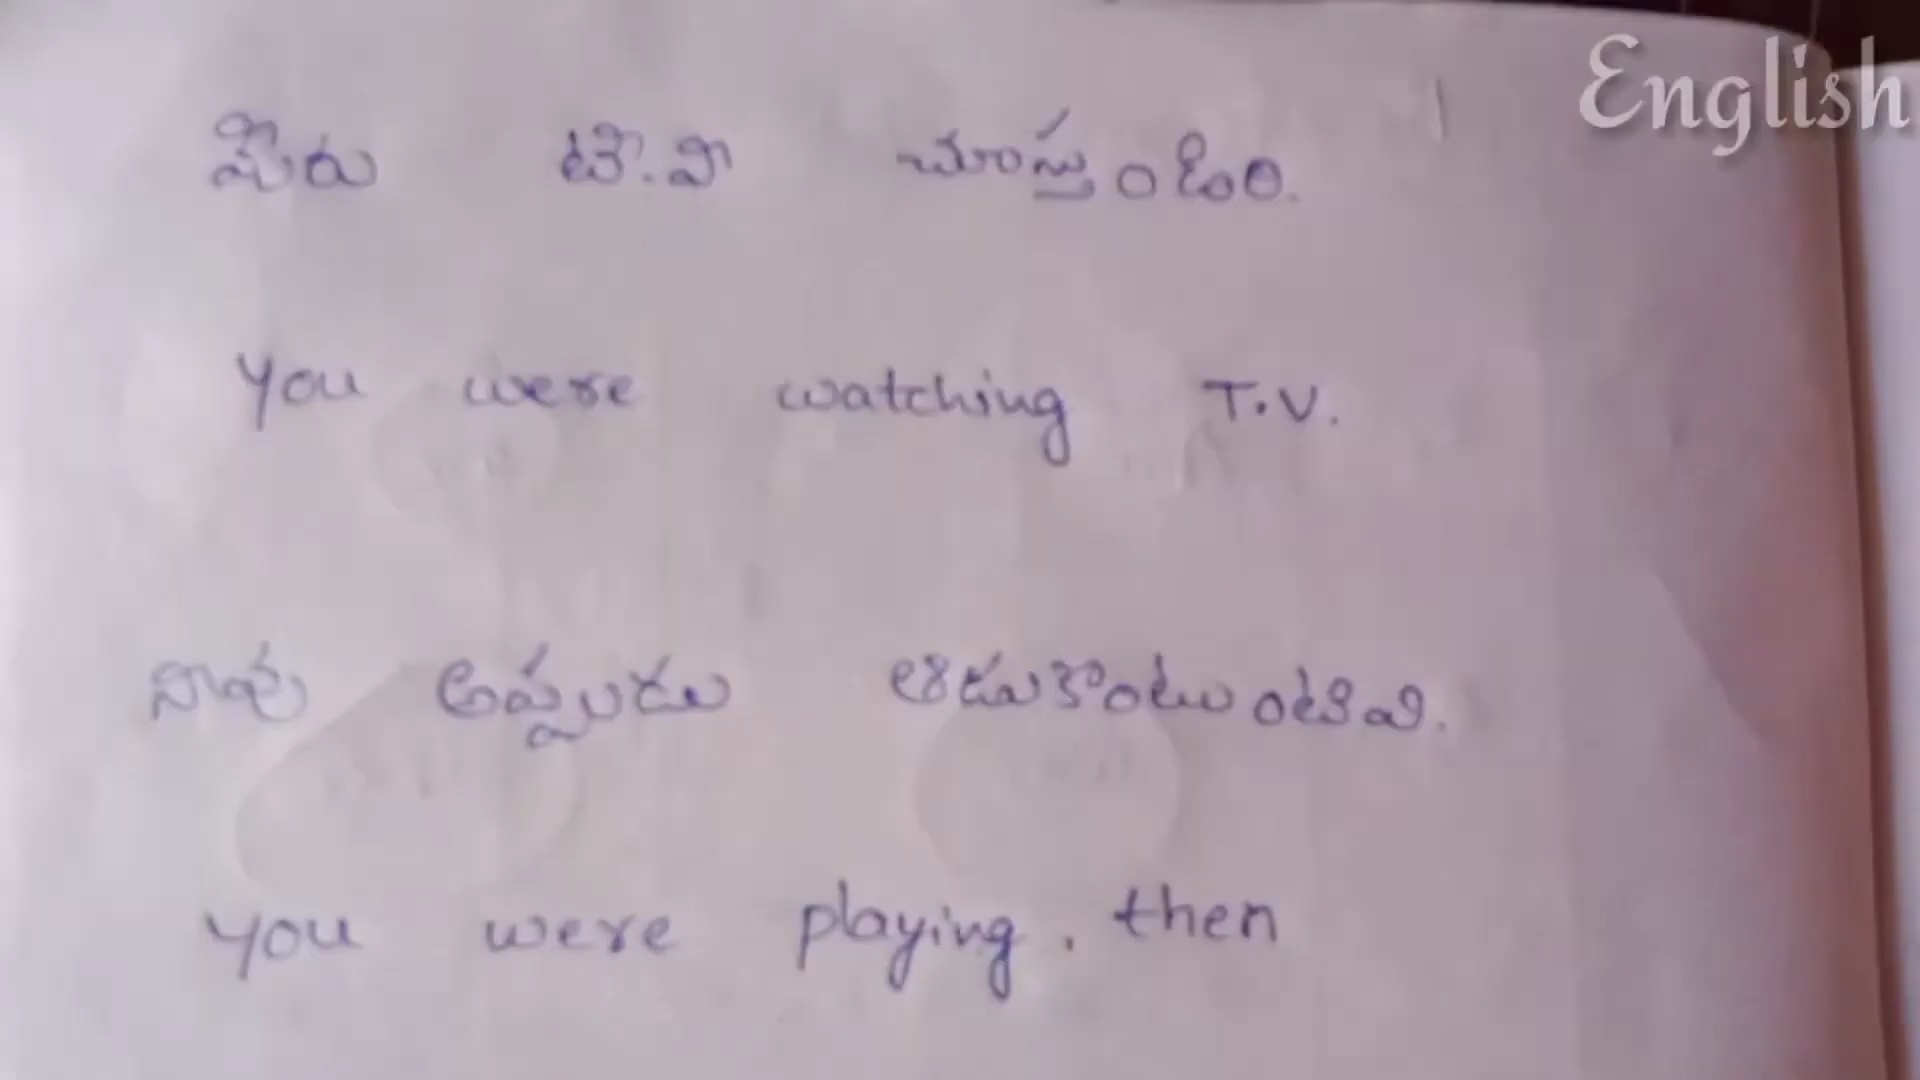 English
మీరు టీ.వీ చూస్తుండిరి.
you were watching T.V.
నీవు అప్పుడు ఆడుకొంటుంటివి.
you were playing. then